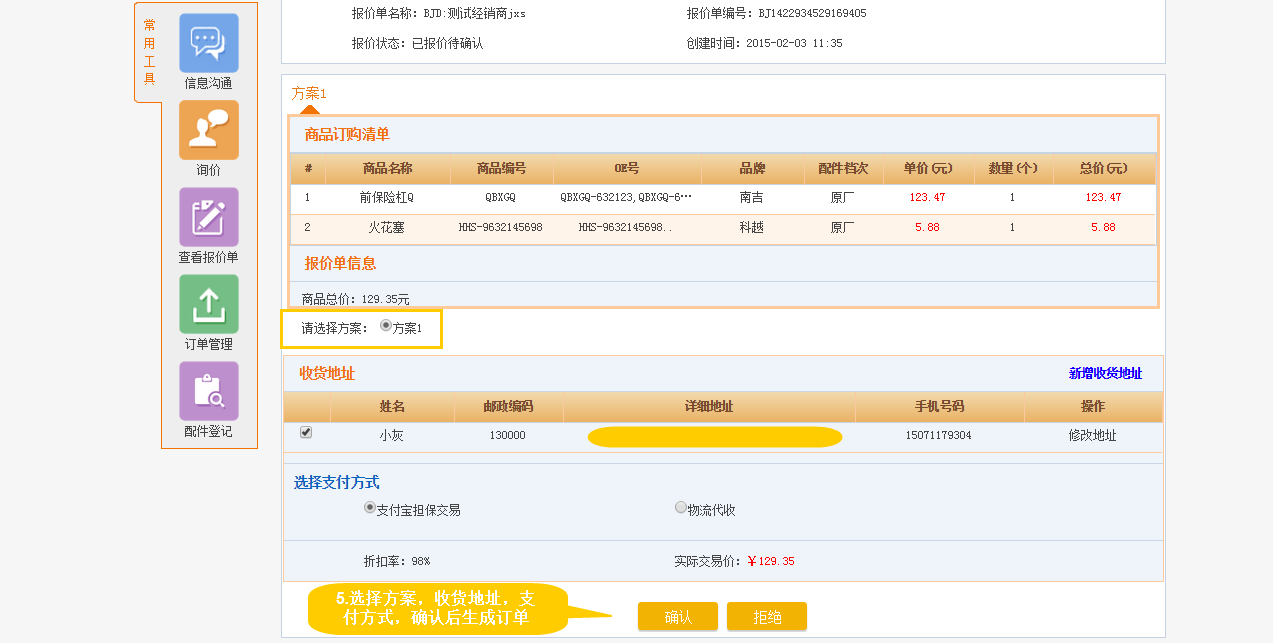 常用工具
信息沟通
询价
查看报价单
订单管理
配件登记
报价单名称: BJD:测试经销商jxs 报价单编号: BJ1422934529169405
报价状态: 已报价待确认 创建时间: 2015-02-03 11:35
方案1
商品订购清单
# 商品名称 商品编号 OE号 品牌 配件档次 单价(元) 数量(个) 总价(元)
1 前保险杠Q QBXGQ QBXGQ-632123,QBXGQ-6… 南吉 原厂 123.47 1 123.47
2 火花塞 HHS-9632145698 HHS-9632145698.. 科越 原厂 5.88 1 5.88
报价单信息
商品总价: 129.35元
请选择方案: 方案1
收货地址 新增收货地址
姓名 邮政编码 详细地址 手机号码 操作
小灰 130000 15071179304 修改地址
选择支付方式
支付宝担保交易 物流代收
折扣率: 98% 实际交易价: ￥129.35
5.选择方案，收货地址，支
付方式，确认后生成订单
确认 拒绝